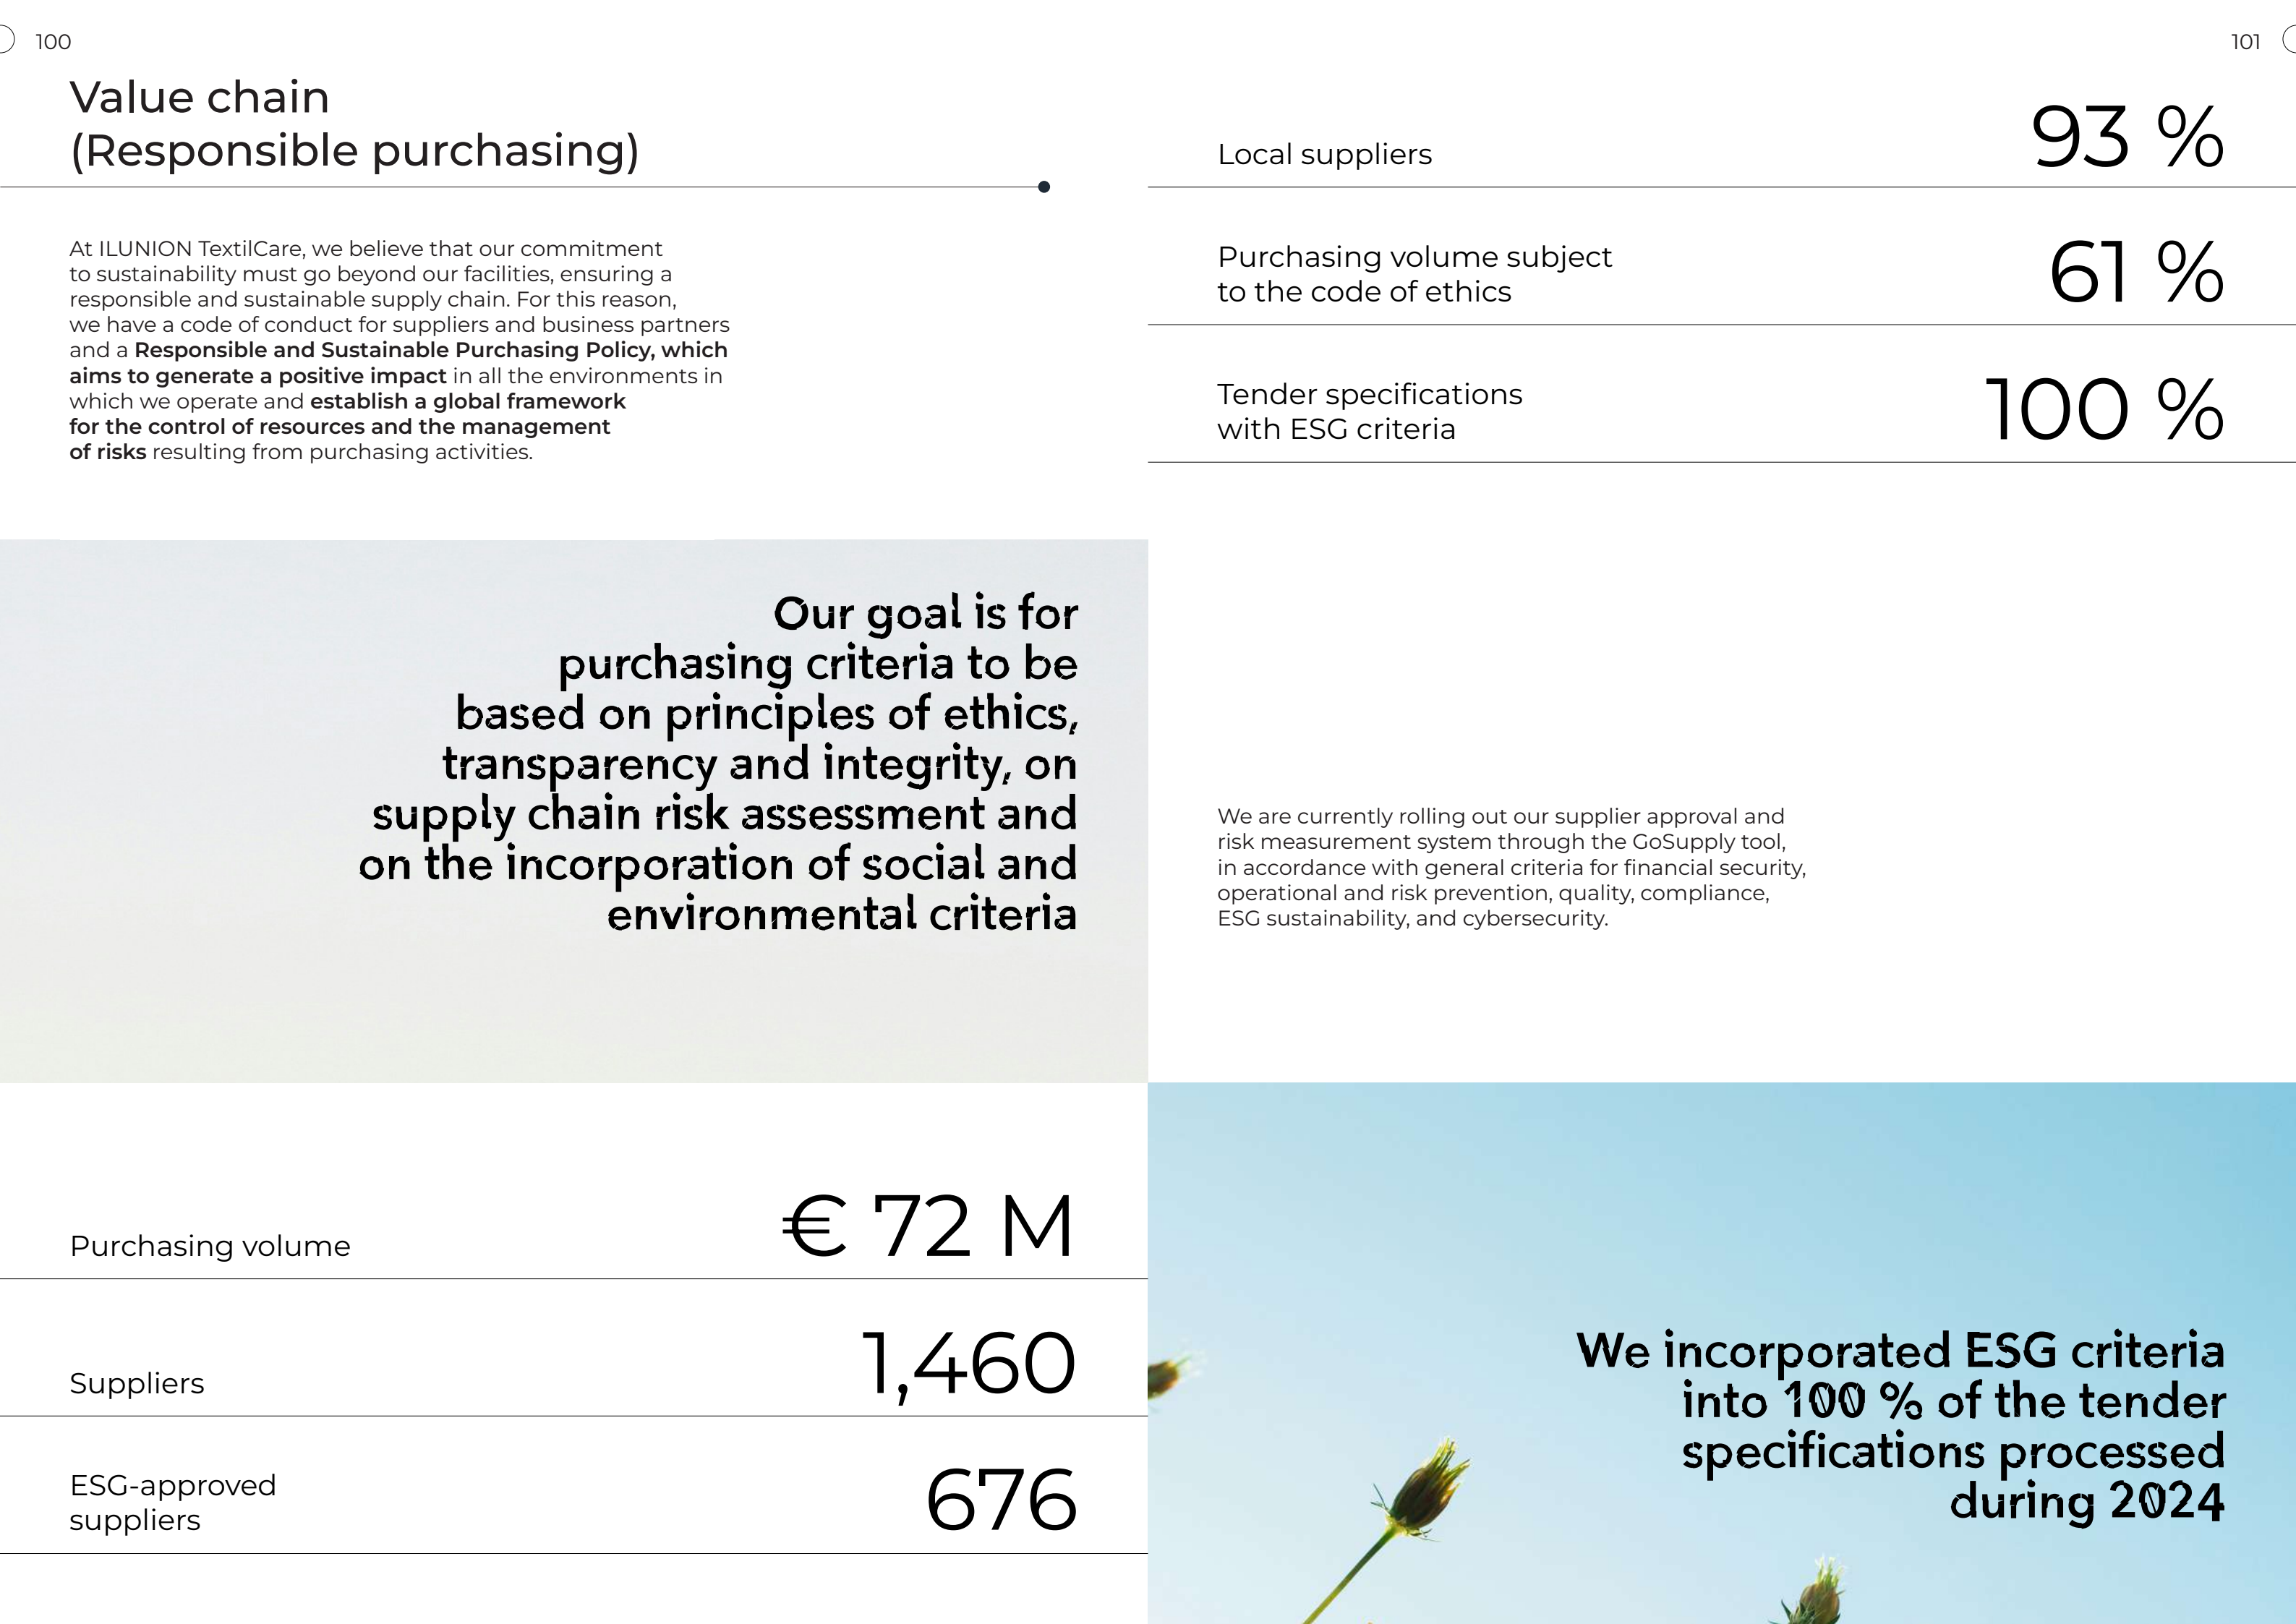 100
Value chain
(Responsible purchasing)
At ILUNION TextilCare, we believe that our commitment
to sustainability must go beyond our facilities, ensuring a
responsible and sustainable supply chain. For this reason,
we have a code of conduct for suppliers and business partners
and a Responsible and Sustainable Purchasing Policy, which
aims to generate a positive impact in all the environments in
which we operate and establish a global framework
for the control of resources and the management
of risks resulting from purchasing activities.
Our goal is for
purchasing criteria to be
based on principles of ethics,
transparency and integrity, on
supply chain risk assessment and
on the incorporation of social and
environmental criteria
Purchasing volume
€ 72 M
Suppliers
1,460
ESG-approved
suppliers
676
101
Local suppliers
93 %
Purchasing volume subject
to the code of ethics
61 %
Tender specifications
with ESG criteria
100 %
We are currently rolling out our supplier approval and
risk measurement system through the GoSupply tool,
in accordance with general criteria for financial security,
operational and risk prevention, quality, compliance,
ESG sustainability, and cybersecurity.
We incorporated ESG criteria
into 100 % of the tender
specifications processed
during 2024